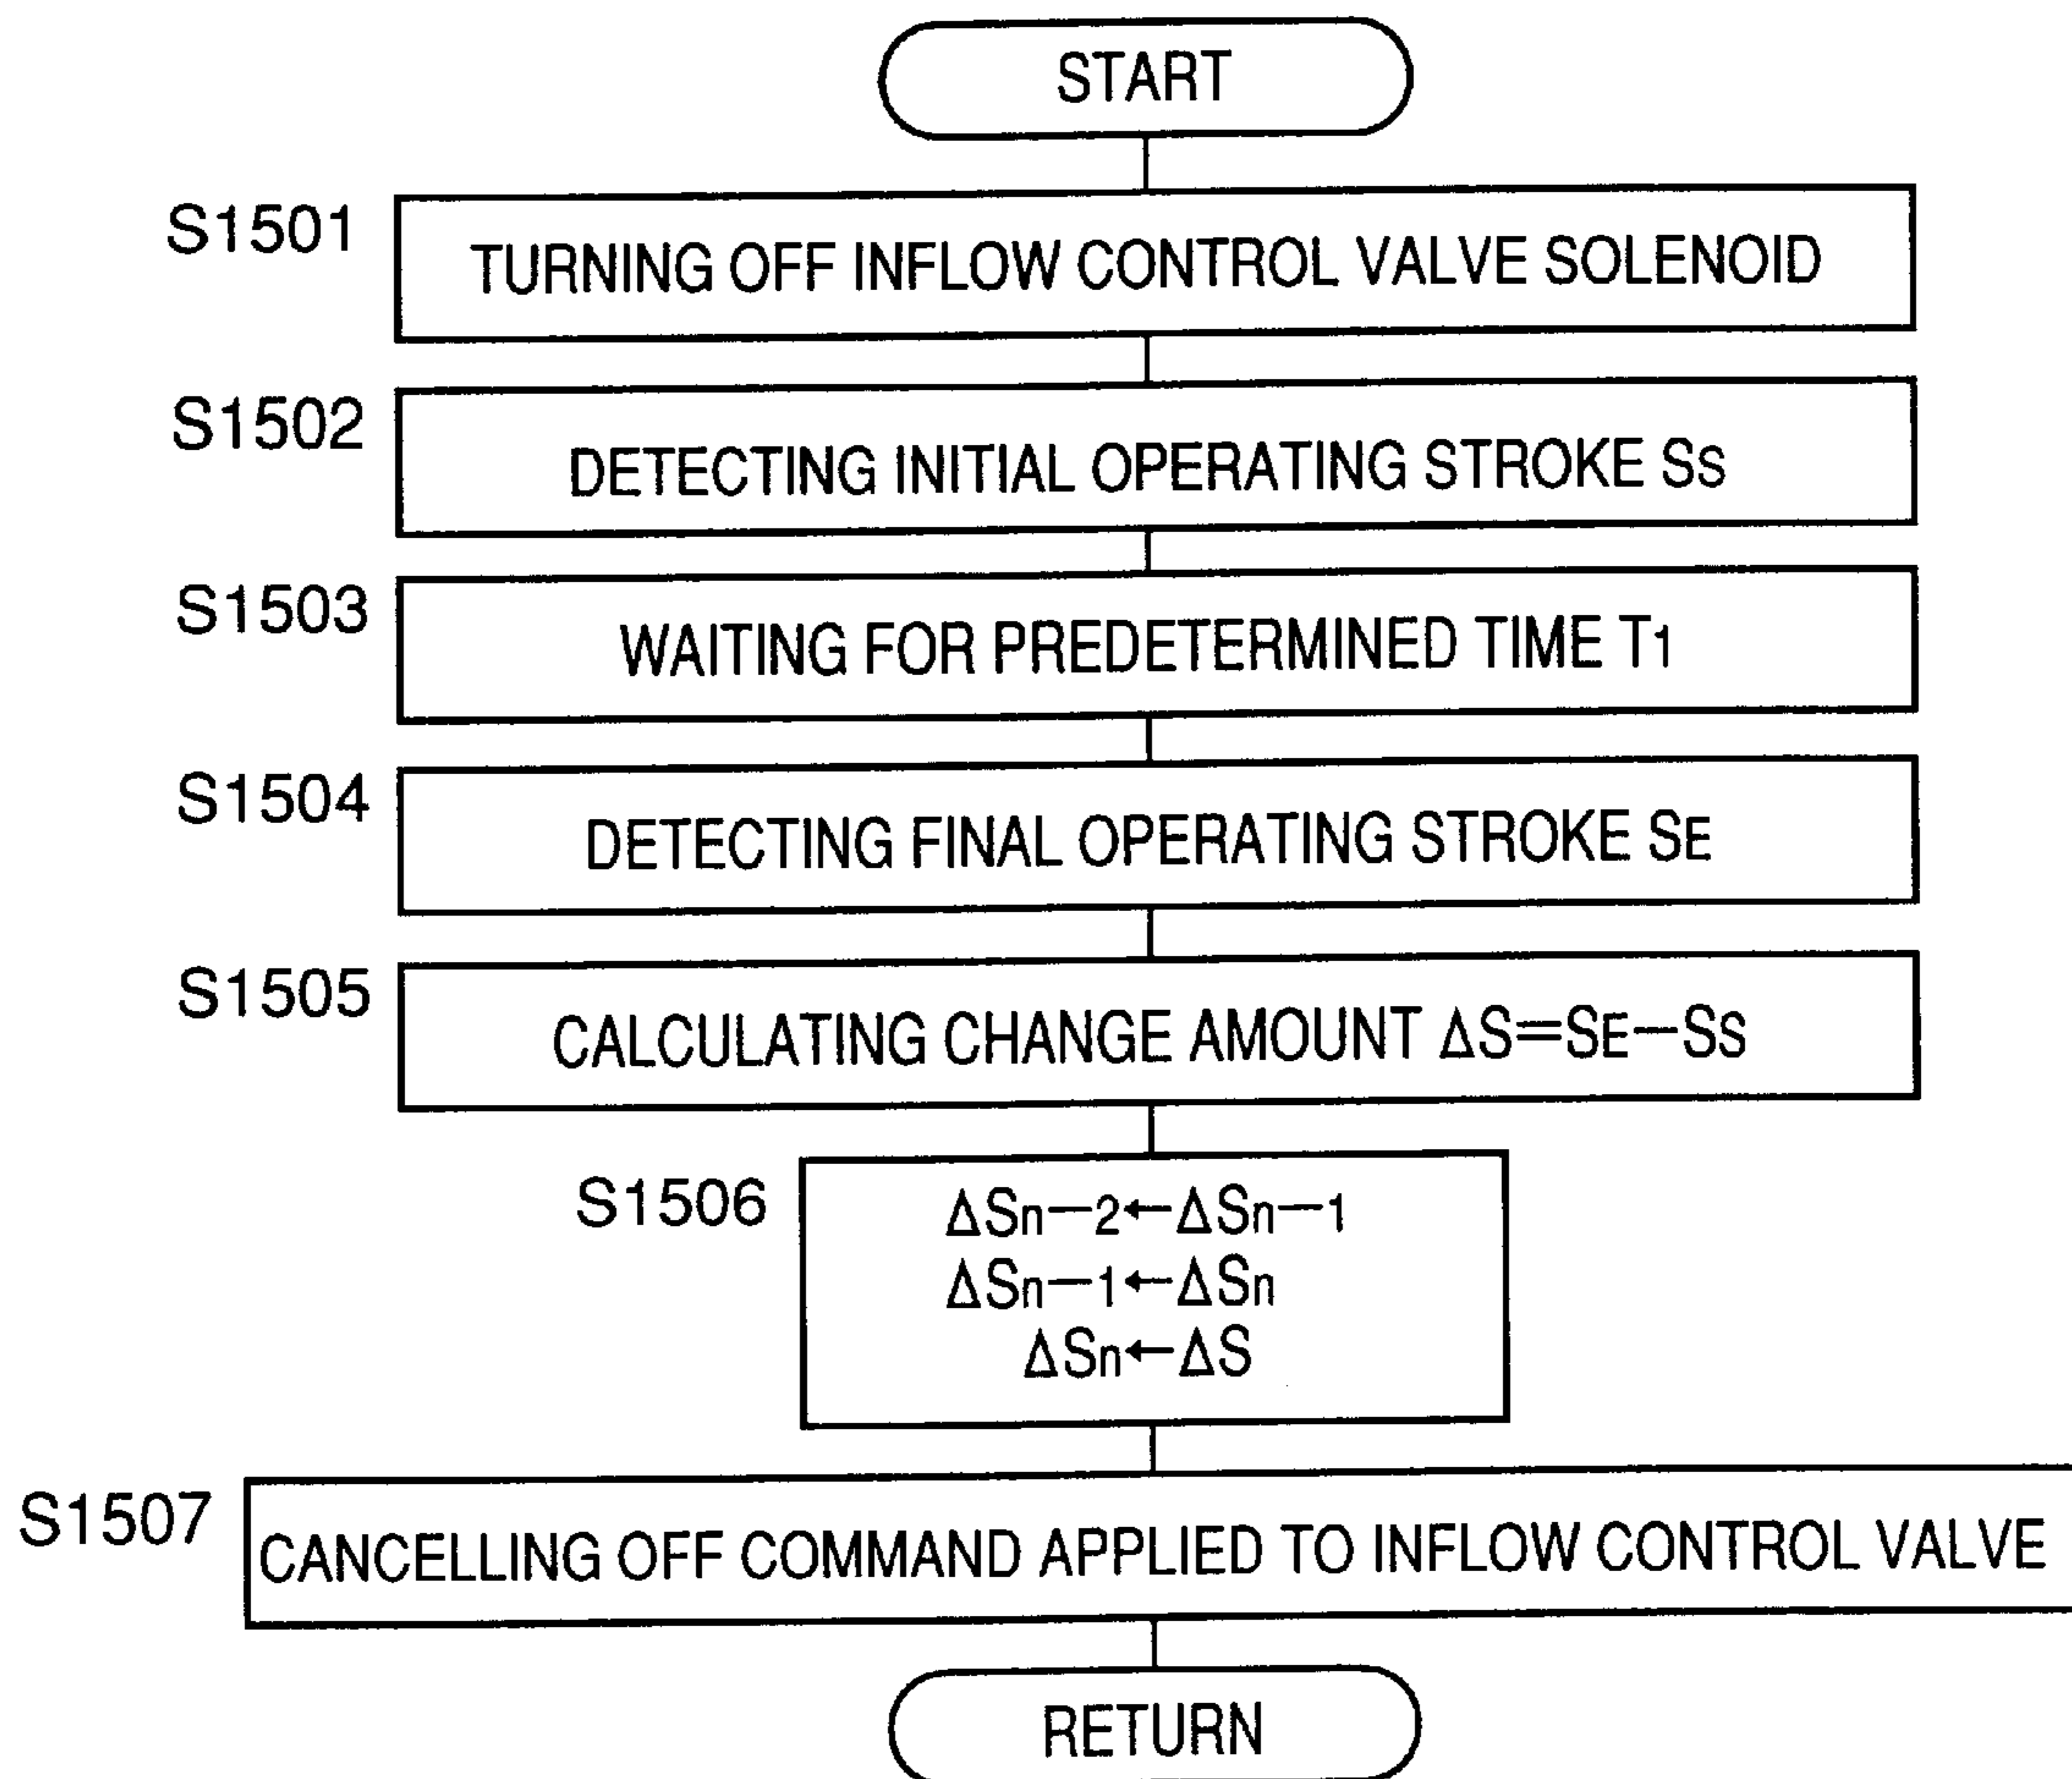 START
S1501
TURNING OFF INFLOW CONTROL VALVE SOLENOID
S1502
DETECTING INITIAL OPERATING STROKE SS
S1503
WAITING FOR PREDETERMINED TIME T1
S1504
DETECTING FINAL OPERATING STROKE SE
S1505
CALCULATING CHANGE AMOUNT ΔS=SE−SS
S1506
ΔSn−2←ΔSn−1
ΔSn−1←ΔSn
ΔSn←ΔS
S1507
CANCELLING OFF COMMAND APPLIED TO INFLOW CONTROL VALVE
RETURN